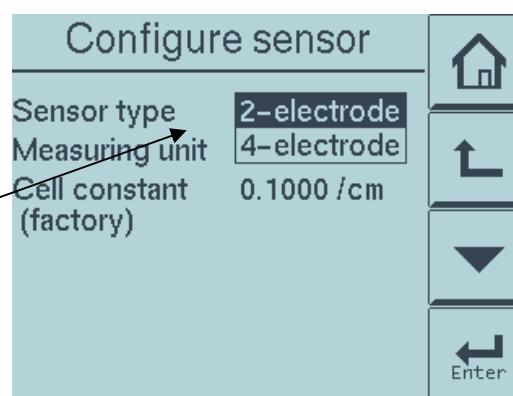 Configure sensor
Sensor type 2-electrode
Measuring unit 4-electrode
Cell constant 0.1000 /cm
(factory)
Enter